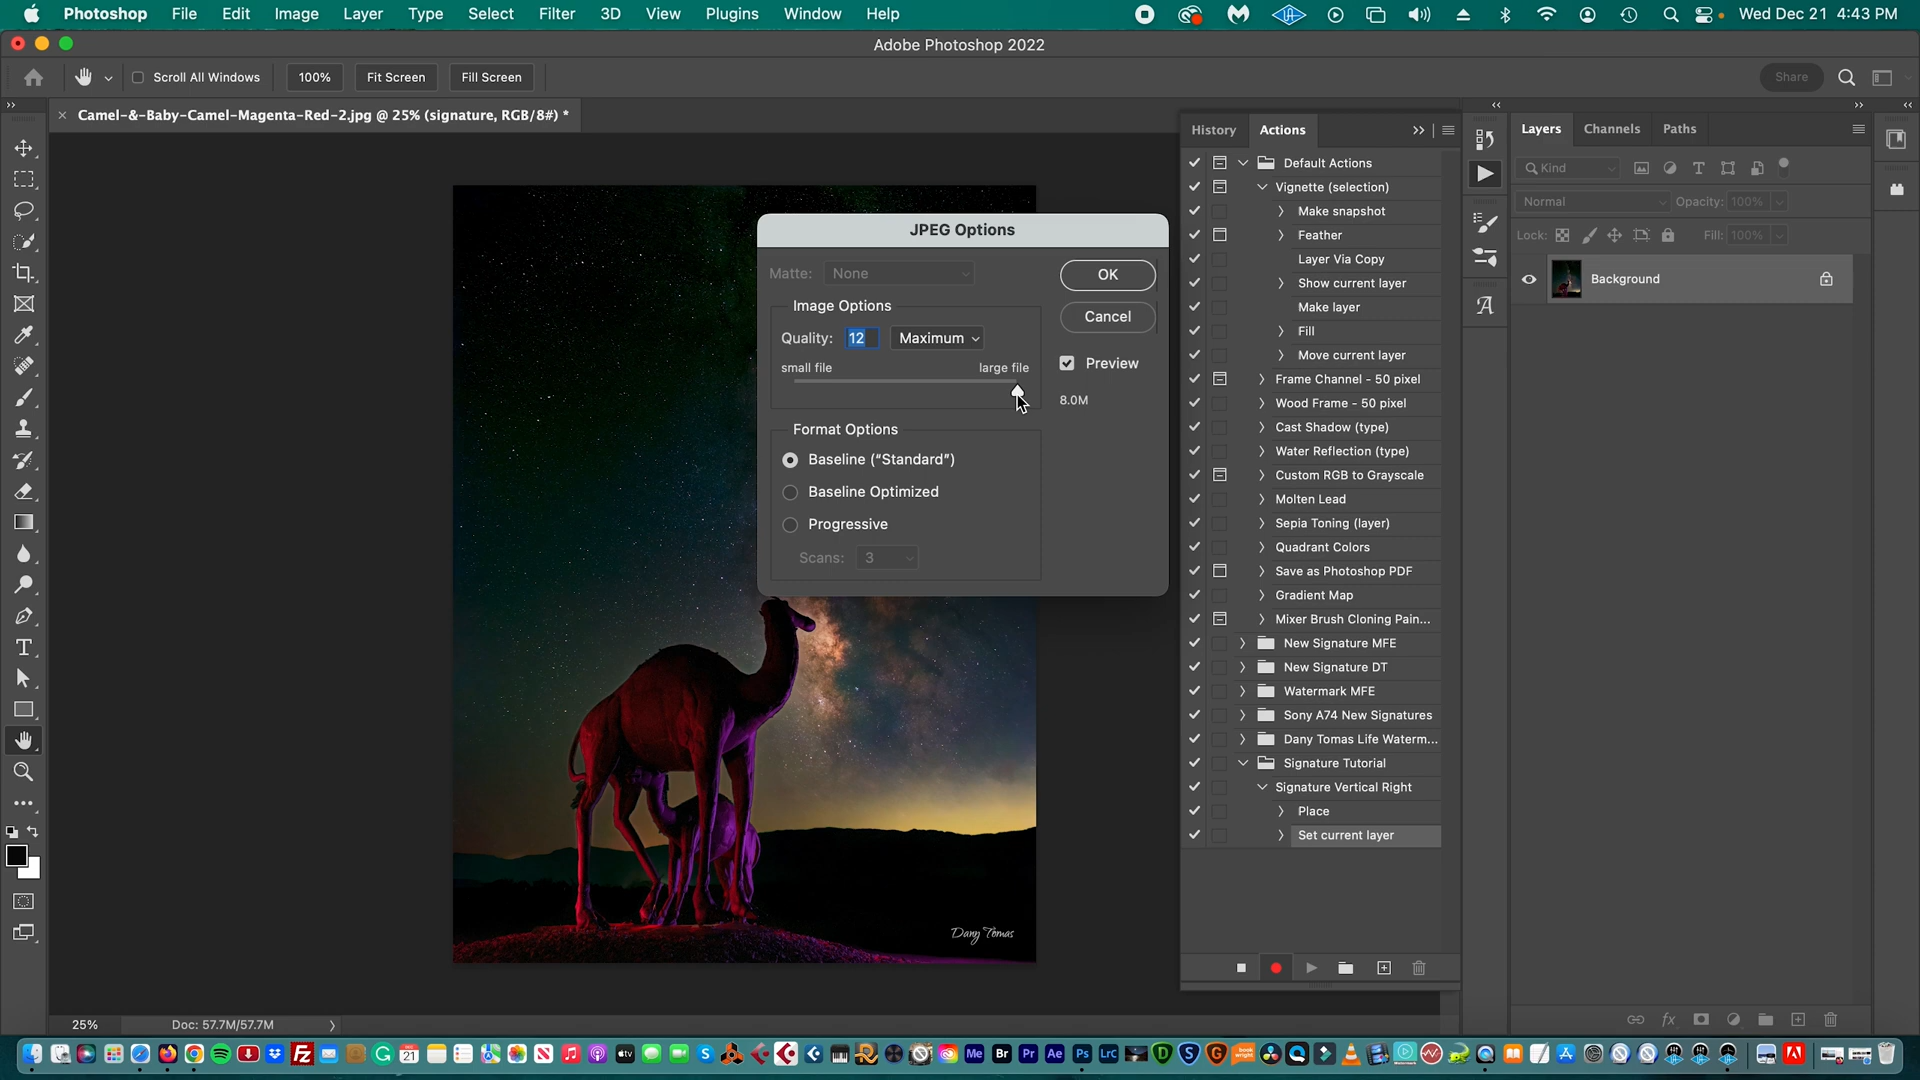 Photoshop File Edit Image Layer Type Select Filter 3D View Plugins Window Help Wed Dec 21 4:43 PM
Adobe Photoshop 2022
Scroll All Windows 100% Fit Screen Fill Screen Share
Camel-&-Baby-Camel-Magenta-Red-2.jpg @ 25% (signature, RGB/8#) *
History Actions
Layers Channels Paths
Kind
Normal Opacity: 100%
Lock: Fill: 100%
Background
JPEG Options
Matte: None
OK
Cancel
Image Options
Quality: 12 Maximum
small file large file
Preview
8.0M
Format Options
Baseline (“Standard”)
Baseline Optimized
Progressive
Scans: 3
Default Actions
Vignette (selection)
Make snapshot
Feather
Layer Via Copy
Show current layer
Make layer
Fill
Move current layer
Frame Channel - 50 pixel
Wood Frame - 50 pixel
Cast Shadow (type)
Water Reflection (type)
Custom RGB to Grayscale
Molten Lead
Sepia Toning (layer)
Quadrant Colors
Save as Photoshop PDF
Gradient Map
Mixer Brush Cloning Pain...
New Signature MFE
New Signature DT
Watermark MFE
Sony A74 New Signatures
Dany Tomas Life Waterm...
Signature Tutorial
Signature Vertical Right
Place
Set current layer
Dany Tomas
25% Doc: 57.7M/57.7M